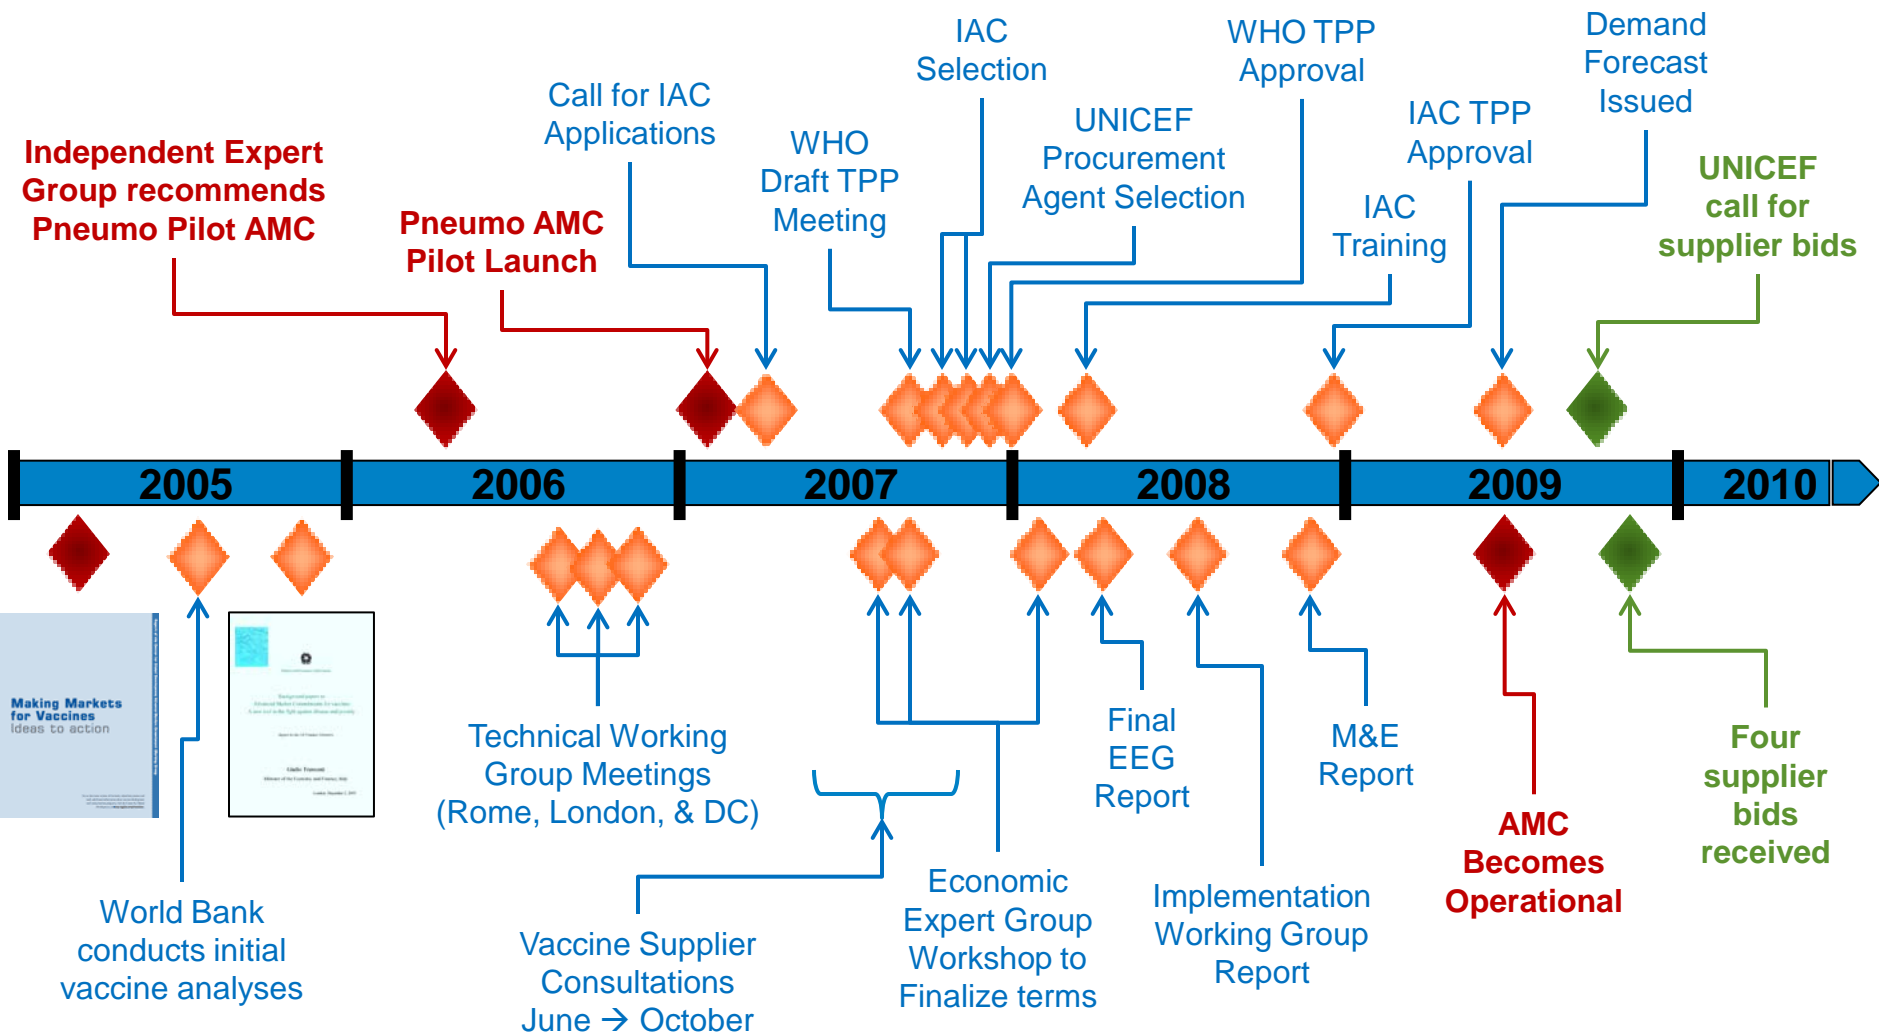 IAC
Selection
WHO TPP
Approval
Demand
Forecast
Issued
Call for IAC
Applications
UNICEF
Procurement
Agent Selection
IAC TPP
Approval
Independent Expert
Group recommends
Pneumo Pilot AMC
WHO
Draft TPP
Meeting
UNICEF
call for
supplier bids
Pneumo AMC
Pilot Launch
IAC
Training
2005
2006
2007
2008
2009
2010
Making Markets
for Vaccines
Ideas to action
Technical Working
Group Meetings
(Rome, London, & DC)
Final
EEG
Report
M&E
Report
Four
supplier
bids
received
AMC
Becomes
Operational
World Bank
conducts initial
vaccine analyses
Vaccine Supplier
Consultations
June → October
Economic
Expert Group
Workshop to
Finalize terms
Implementation
Working Group
Report